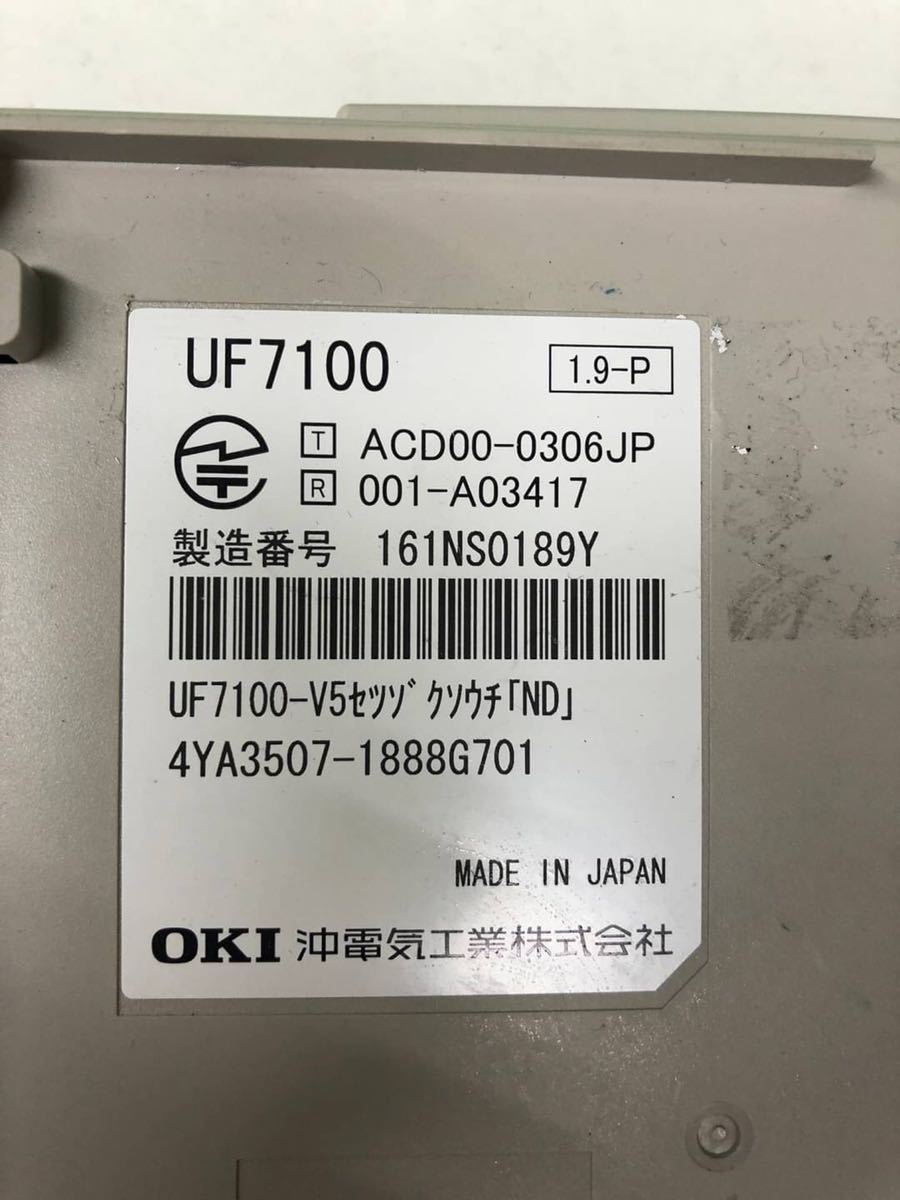 UF7100
1.9-P
T ACD00-0306JP
R 001-A03417
製造番号 161NS0189Y
UF7100-V5ｾﾂｿﾞｸｿｳﾁ「ND」
4YA3507-1888G701
MADE IN JAPAN
OKI 沖電気工業株式会社